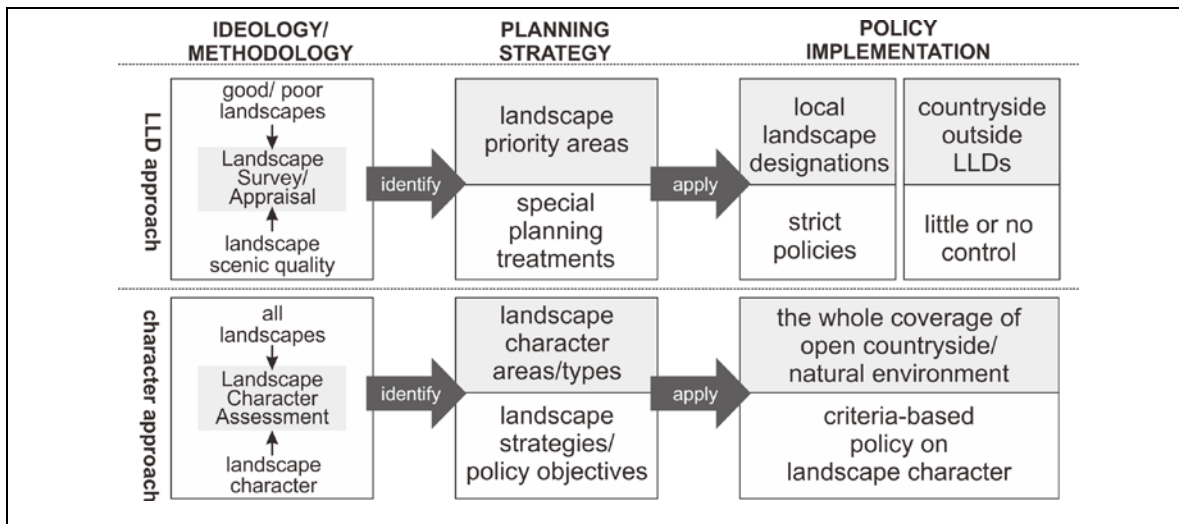 IDEOLOGY/
METHODOLOGY
PLANNING
STRATEGY
POLICY
IMPLEMENTATION
LLD approach
good/ poor
landscapes
Landscape
Survey/
Appraisal
landscape
scenic quality
identify
landscape
priority areas
special
planning
treatments
apply
local
landscape
designations
strict
policies
countryside
outside
LLDs
little or no
control
character approach
all
landscapes
Landscape
Character
Assessment
landscape
character
identify
landscape
character
areas/types
landscape
strategies/
policy objectives
apply
the whole coverage of
open countryside/
natural environment
criteria-based
policy on
landscape character